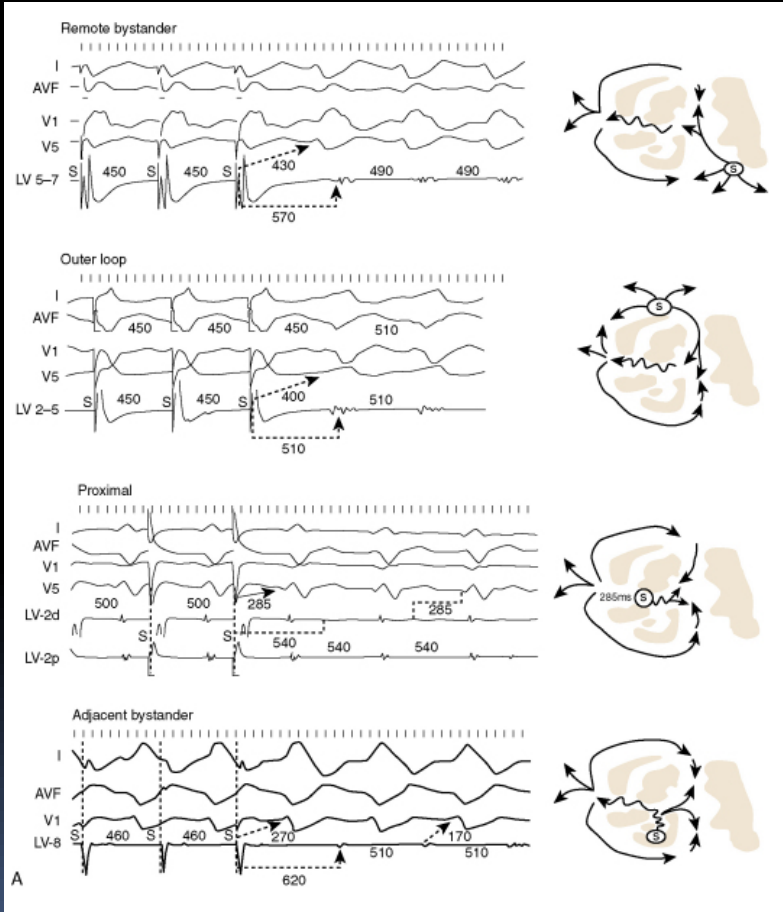 Remote bystander
I
AVF
V1
V5
S 450 S 450 S 430 490 490
LV 5–7
570
S
Outer loop
I
AVF
450 450 450 510
V1
V5
S 450 S 450 S 400 510
LV 2–5
510
S
Proximal
I
AVF
V1
V5
500 500 285 285
LV-2d
S S 540 540 540
LV-2p
285ms S
Adjacent bystander
I
AVF
V1
S 460 S 460 S 270 170
LV-8
510 510
620
S
A